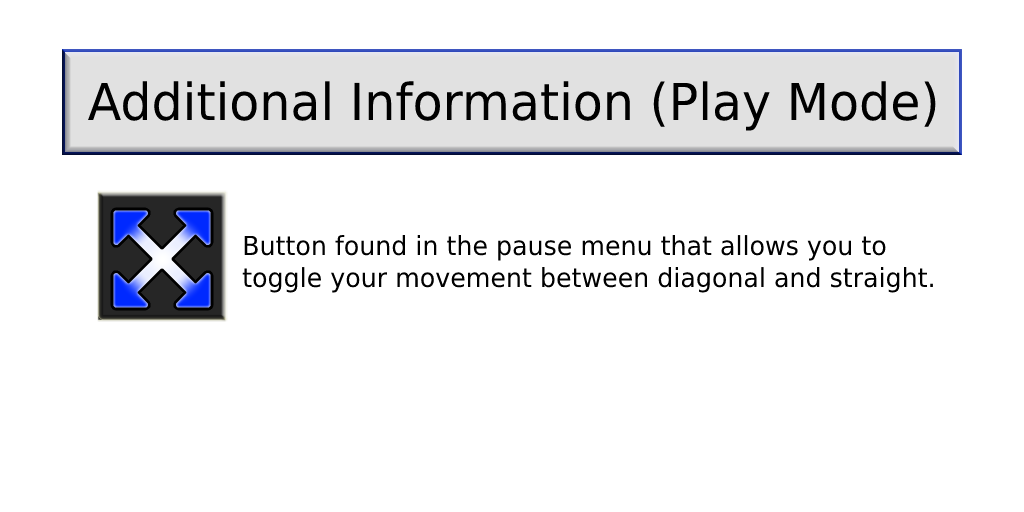 Additional Information (Play Mode)
Button found in the pause menu that allows you to
toggle your movement between diagonal and straight.